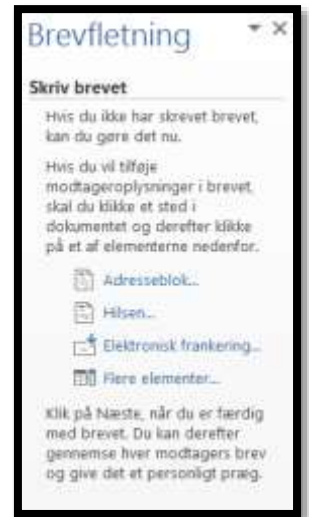 Brevfletning
Skriv brevet
Hvis du ikke har skrevet brevet,
kan du gøre det nu.
Hvis du vil tilføje
modtageroplysninger i brevet,
skal du klikke et sted i
dokumentet og derefter klikke
på et af elementerne nedenfor.
Adresseblok...
Hilsen...
Elektronisk frankering...
Flere elementer...
Klik på Næste, når du er færdig
med brevet. Du kan derefter
gennemse hver modtagers brev
og give det et personligt præg.